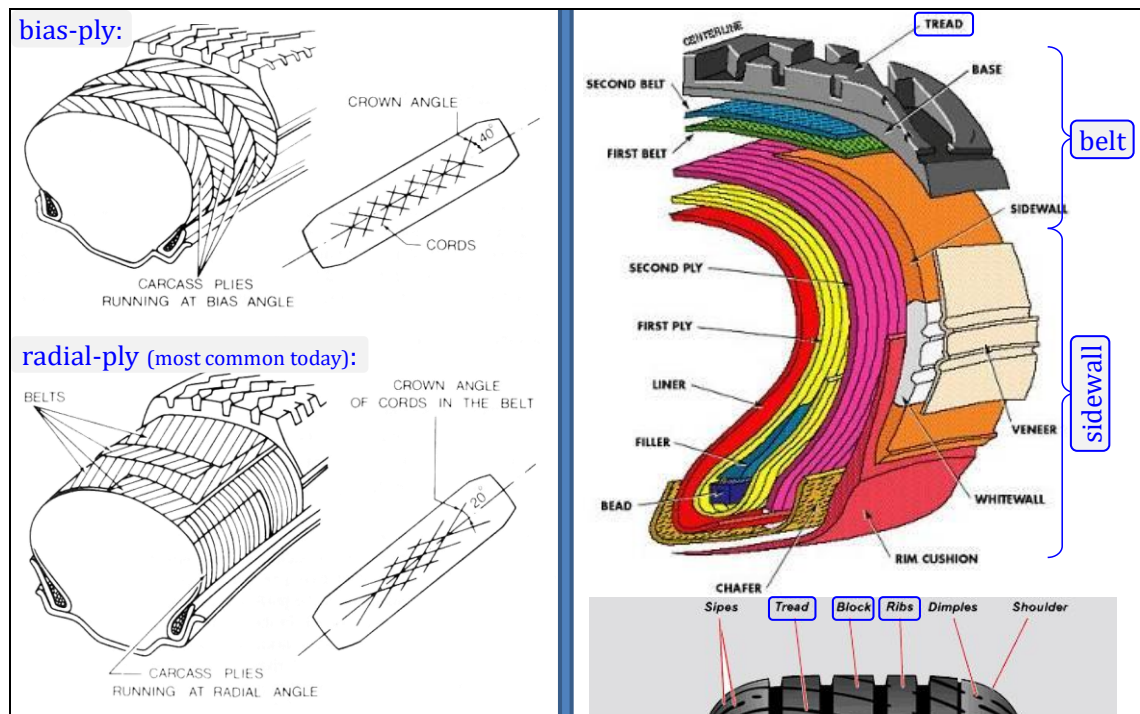 bias-ply:
CROWN ANGLE
40°
CORDS
CARCASS PLIES
RUNNING AT BIAS ANGLE
radial-ply (most common today):
BELTS
CROWN ANGLE
OF CORDS IN THE BELT
20°
CARCASS PLIES
RUNNING AT RADIAL ANGLE
CENTERLINE
TREAD
BASE
SECOND BELT
FIRST BELT
belt
SIDEWALL
SECOND PLY
FIRST PLY
LINER
FILLER
BEAD
sidewall
VENEER
WHITEWALL
RIM CUSHION
CHAFER
Sipes Tread Block Ribs Dimples Shoulder